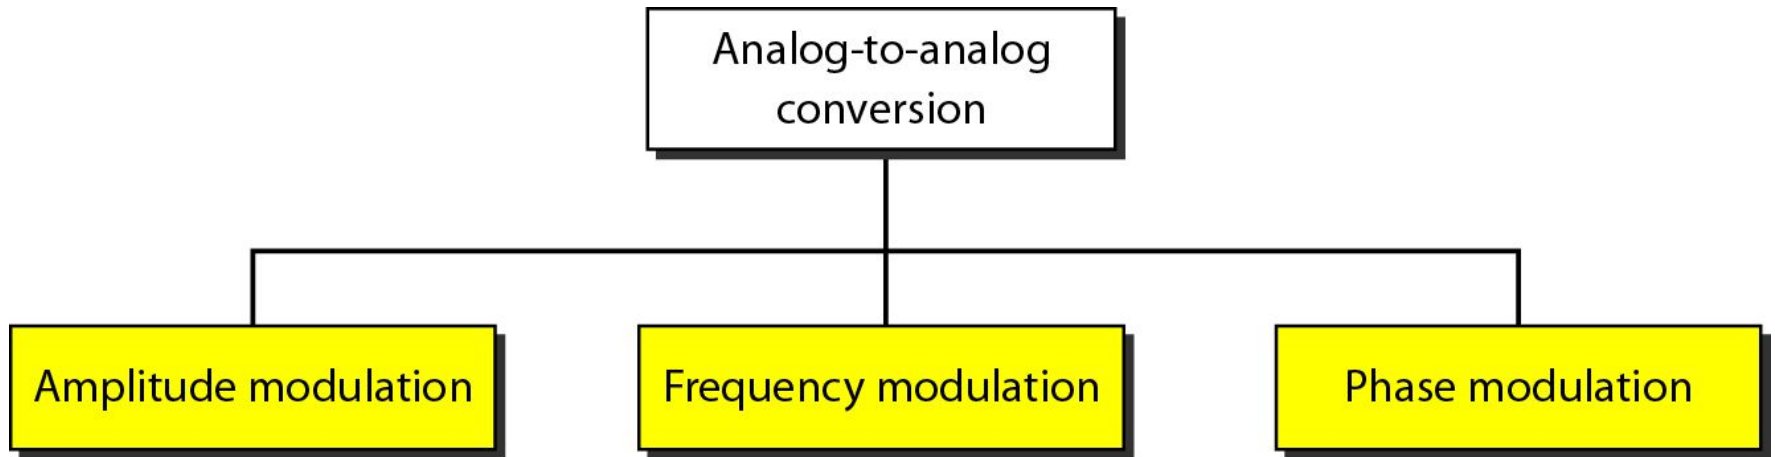 Analog-to-analog
conversion
Amplitude modulation
Frequency modulation
Phase modulation